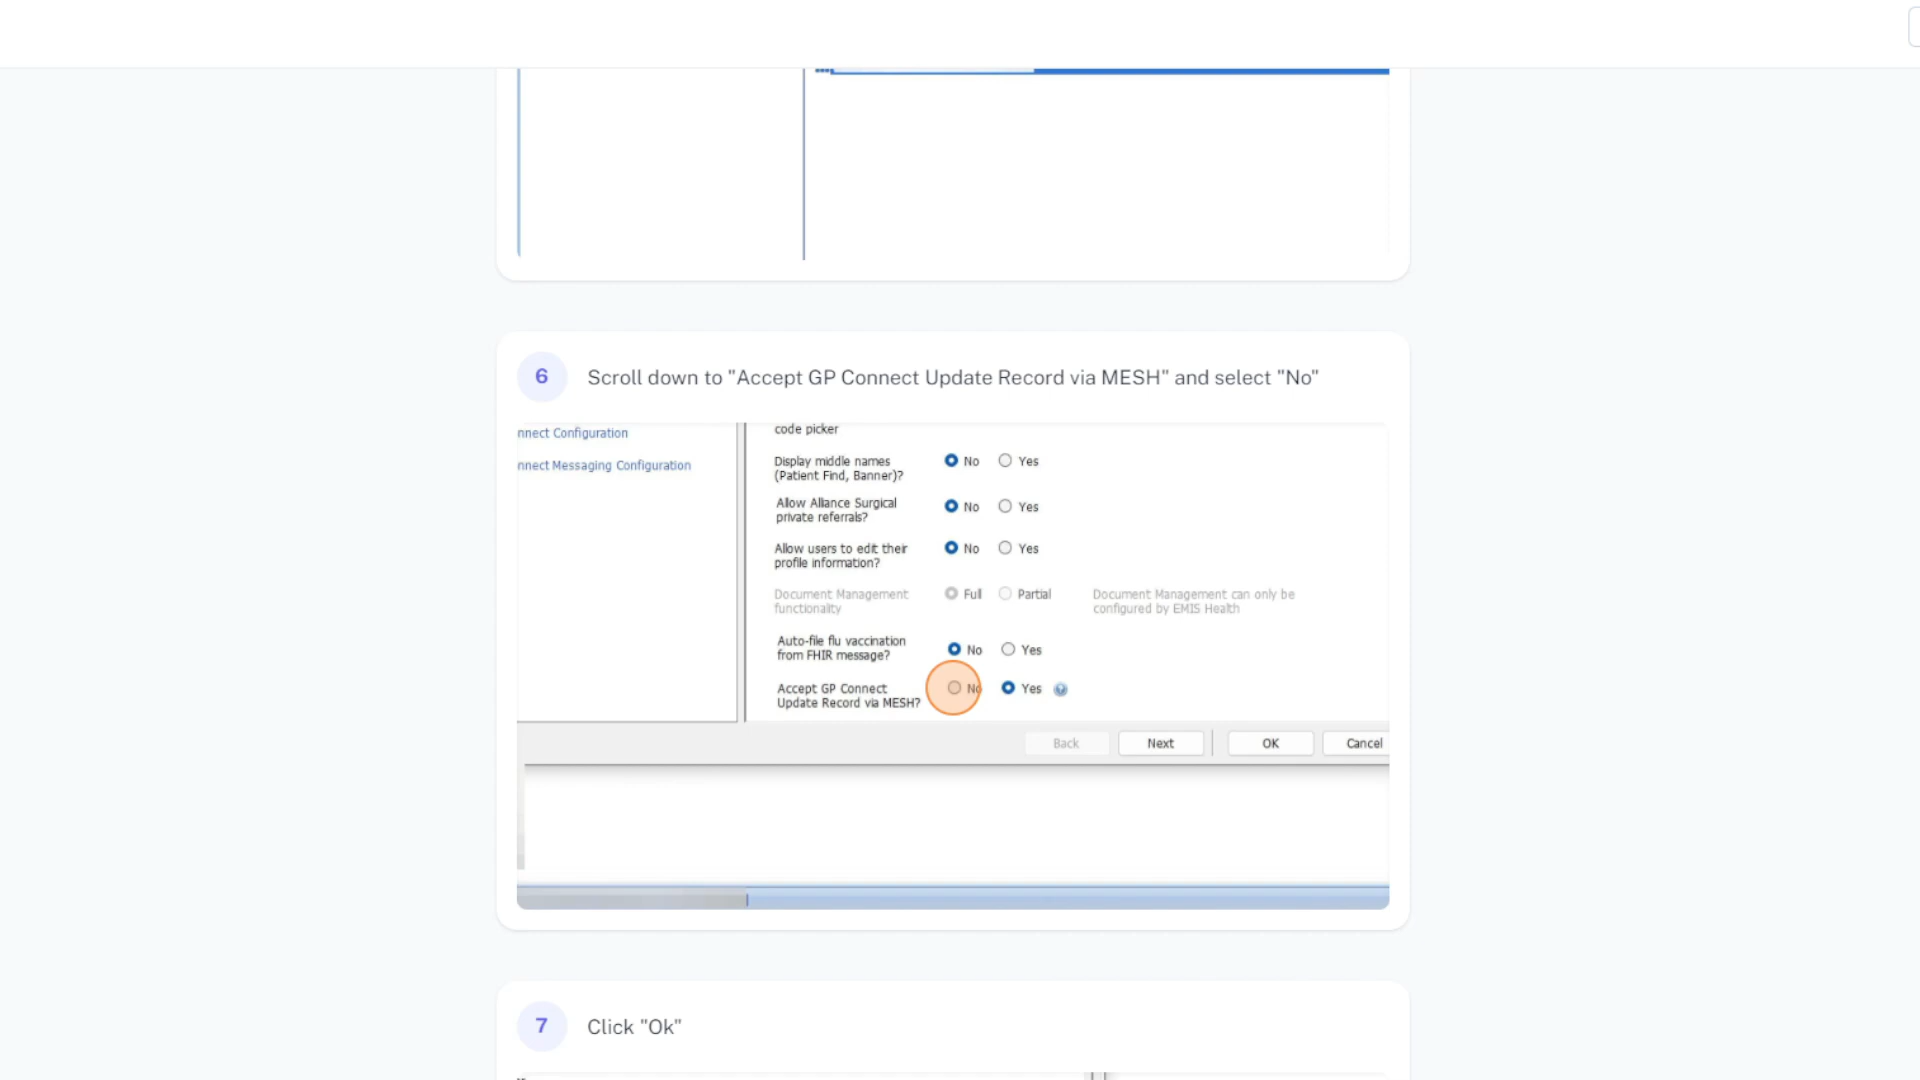 6
Scroll down to "Accept GP Connect Update Record via MESH" and select "No"
nnect Configuration
nnect Messaging Configuration
code picker
Display middle names
(Patient Find, Banner)?
No Yes
Allow Alliance Surgical
private referrals?
No Yes
Allow users to edit their
profile information?
No Yes
Document Management
functionality
Full Partial
Document Management can only be
configured by EMIS Health
Auto-file flu vaccination
from FHIR message?
No Yes
Accept GP Connect
Update Record via MESH?
No Yes
Back Next OK Cancel
7
Click "Ok"